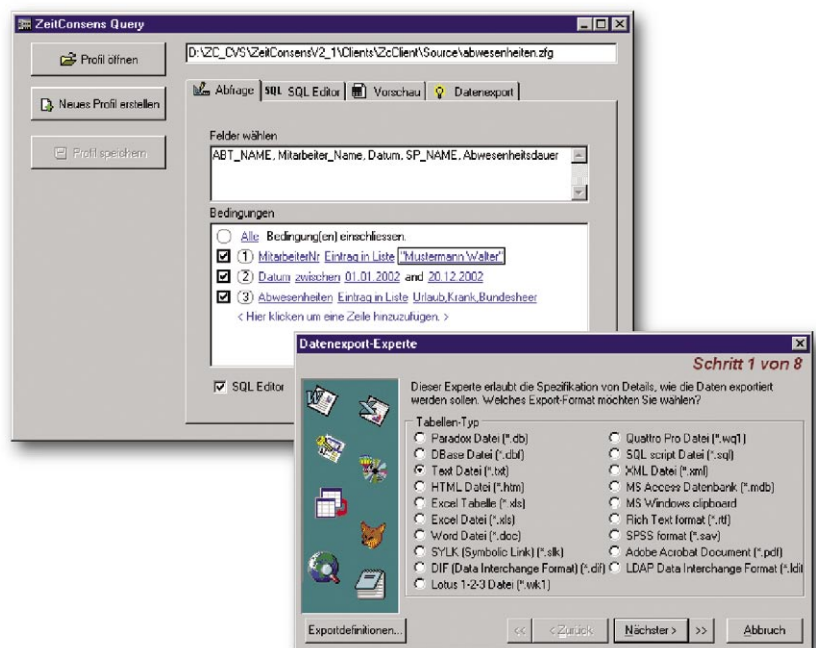 ZeitConsens Query
Profil öffnen
D:\ZC_CVS\ZeitConsensV2_1\Clients\ZcClient\Source\abwesenheiten.zfg
Neues Profil erstellen
Profil speichern
Abfrage SQL SQL Editor Vorschau Datenexport
Felder wählen
ABT_NAME, Mitarbeiter_Name, Datum, SP_NAME, Abwesenheitsdauer
Bedingungen
Alle Bedingung(en) einschliessen.
1 MitarbeiterNr Eintrag in Liste "Mustermann Walter"
2 Datum zwischen 01.01.2002 and 20.12.2002
3 Abwesenheiten Eintrag in Liste Urlaub,Krank,Bundesheer
< Hier klicken um eine Zeile hinzuzufügen. >
SQL Editor
Datenexport-Experte
Schritt 1 von 8
Dieser Experte erlaubt die Spezifikation von Details, wie die Daten exportiert
werden sollen. Welches Export-Format möchten Sie wählen?
Tabellen-Typ
Paradox Datei (*.db)
DBase Datei (*.dbf)
Text Datei (*.txt)
HTML Datei (*.htm)
Excel Tabelle (*.xls)
Excel Datei (*.xls)
Word Datei (*.doc)
SYLK (Symbolic Link) (*.slk)
DIF (Data Interchange Format) (*.dif)
Lotus 1-2-3 Datei (*.wk1)
Quattro Pro Datei (*.wq1)
SQL script Datei (*.sql)
XML Datei (*.xml)
MS Access Datenbank (*.mdb)
MS Windows clipboard
Rich Text format (*.rtf)
SPSS format (*.sav)
Adobe Acrobat Document (*.pdf)
LDAP Data Interchange Format (*.ldif
Exportdefinitionen...
<< < Zurück Nächster > >> Abbruch